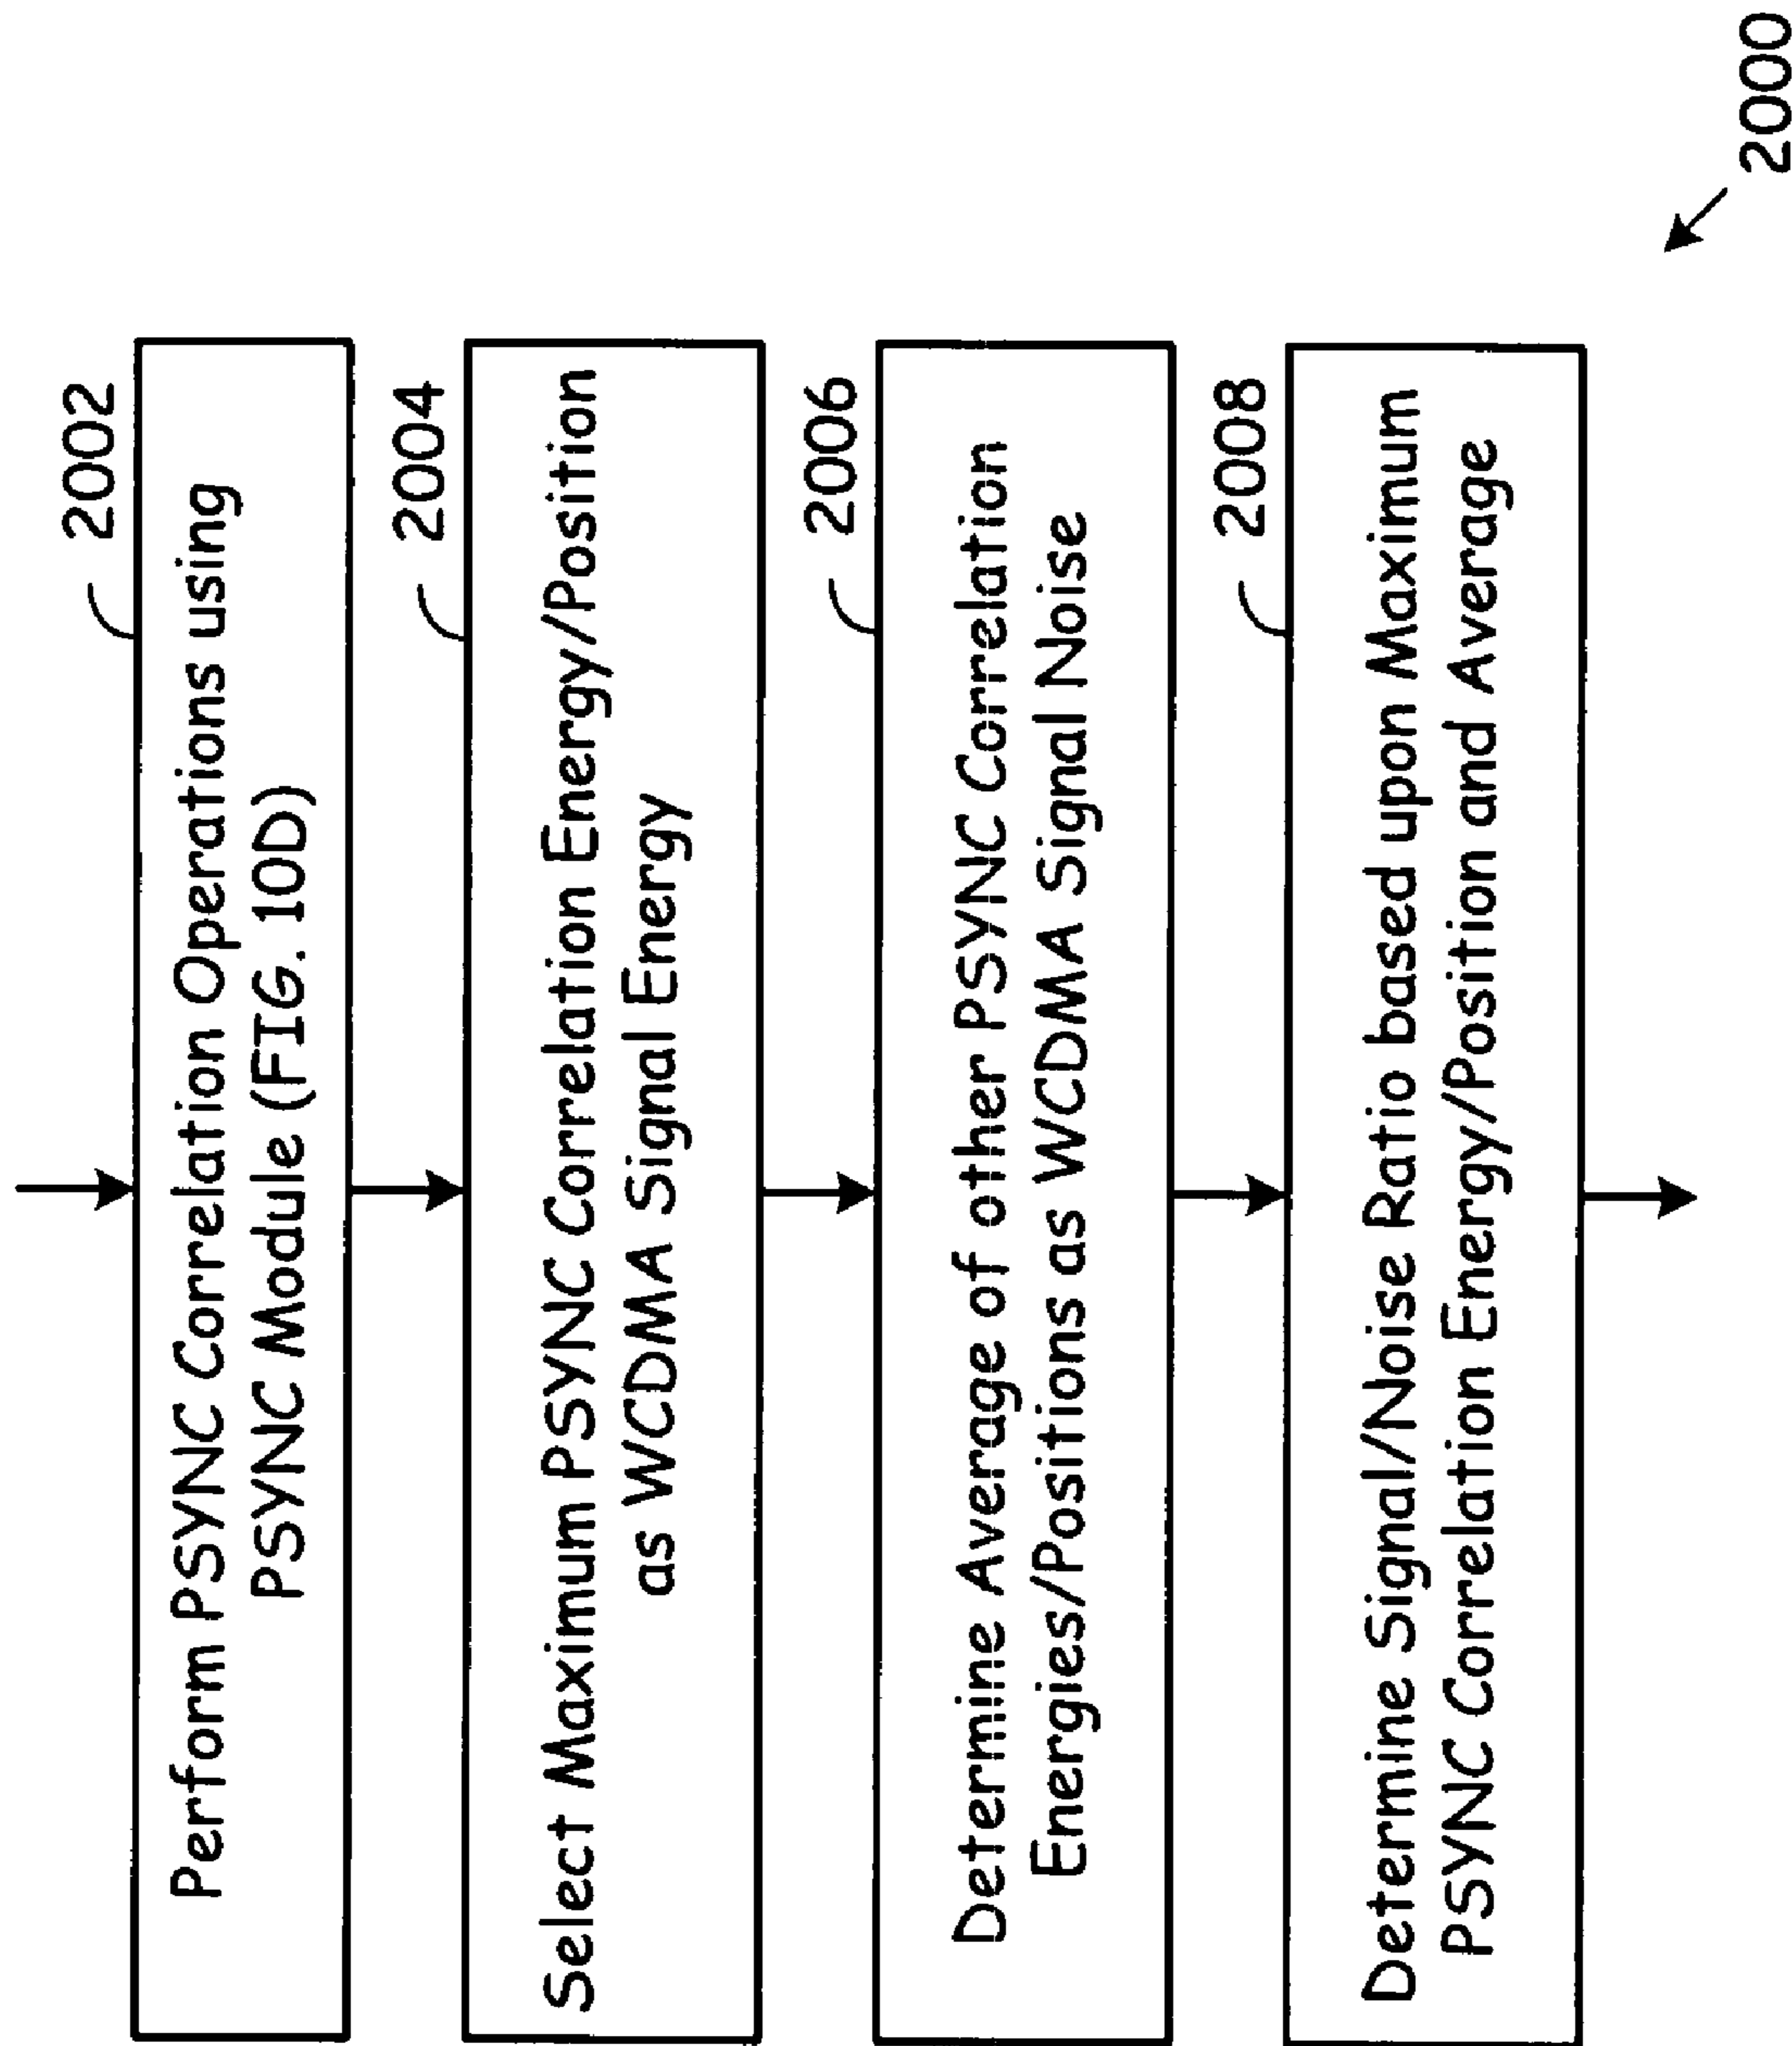 2002
Perform PSYNC Correlation Operations using
PSYNC Module (FIG. 10D)
2004
Select Maximum PSYNC Correlation Energy/Position
as WCDMA Signal Energy
2006
Determine Average of other PSYNC Correlation
Energies/Positions as WCDMA Signal Noise
2008
Determine Signal/Noise Ratio based upon Maximum
PSYNC Correlation Energy/Position and Average
2000